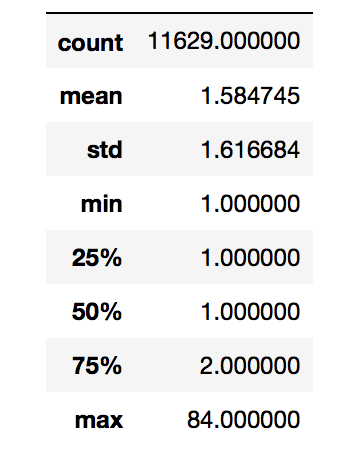 count 11629.000000
mean 1.584745
std 1.616684
min 1.000000
25% 1.000000
50% 1.000000
75% 2.000000
max 84.000000